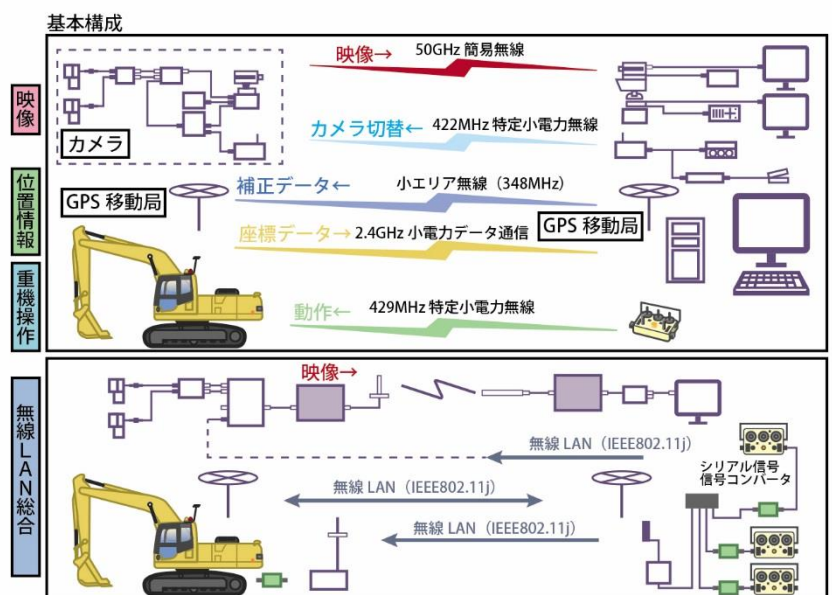 基本構成
映像
映像→
50GHz 簡易無線
カメラ
カメラ切替←
422MHz 特定小電力無線
位置情報
GPS 移動局
補正データ←
小エリア無線（348MHz）
座標データ→
2.4GHz 小電力データ通信
GPS 移動局
重機操作
動作←
429MHz 特定小電力無線
無線LAN総合
映像→
無線 LAN（IEEE802.11j）
シリアル信号
信号コンバータ
無線 LAN（IEEE802.11j）
無線 LAN（IEEE802.11j）